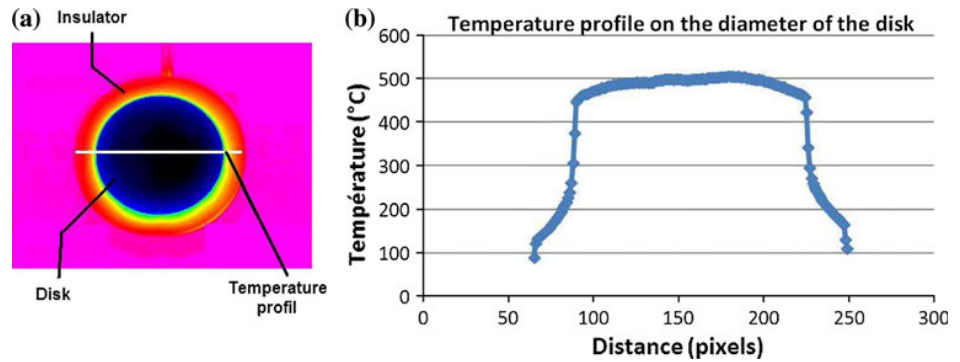 (a)
Insulator
Disk
Temperature
profil
(b)
Temperature profile on the diameter of the disk
Température (°C)
600
500
400
300
200
100
0
0 50 100 150 200 250 300
Distance (pixels)